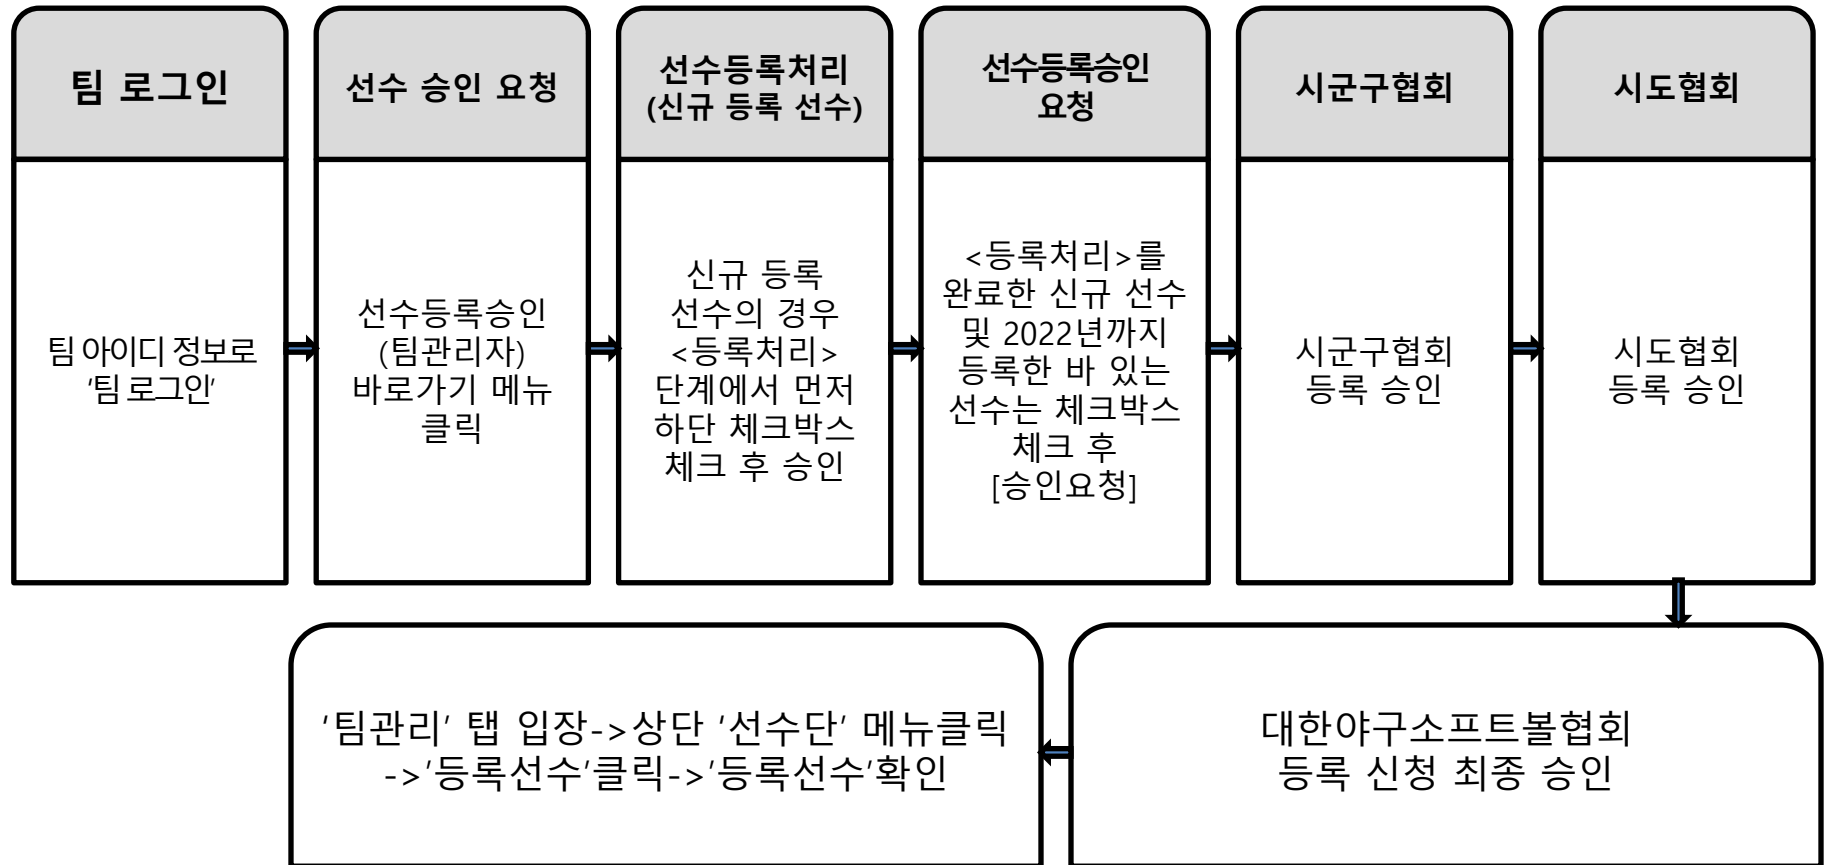 팀 로그인
선수 승인 요청
선수등록처리
(신규 등록 선수)
선수등록승인
요청
시군구협회
시도협회
팀 아이디 정보로
'팀 로그인'
선수등록승인
(팀관리자)
바로가기 메뉴
클릭
신규 등록
선수의 경우
<등록처리>
단계에서 먼저
하단 체크박스
체크 후 승인
<등록처리>를
완료한 신규 선수
및 2022년까지
등록한 바 있는
선수는 체크박스
체크 후
[승인요청]
시군구협회
등록 승인
시도협회
등록 승인
'팀관리' 탭 입장->상단 '선수단' 메뉴클릭
->'등록선수'클릭->'등록선수'확인
대한야구소프트볼협회
등록 신청 최종 승인